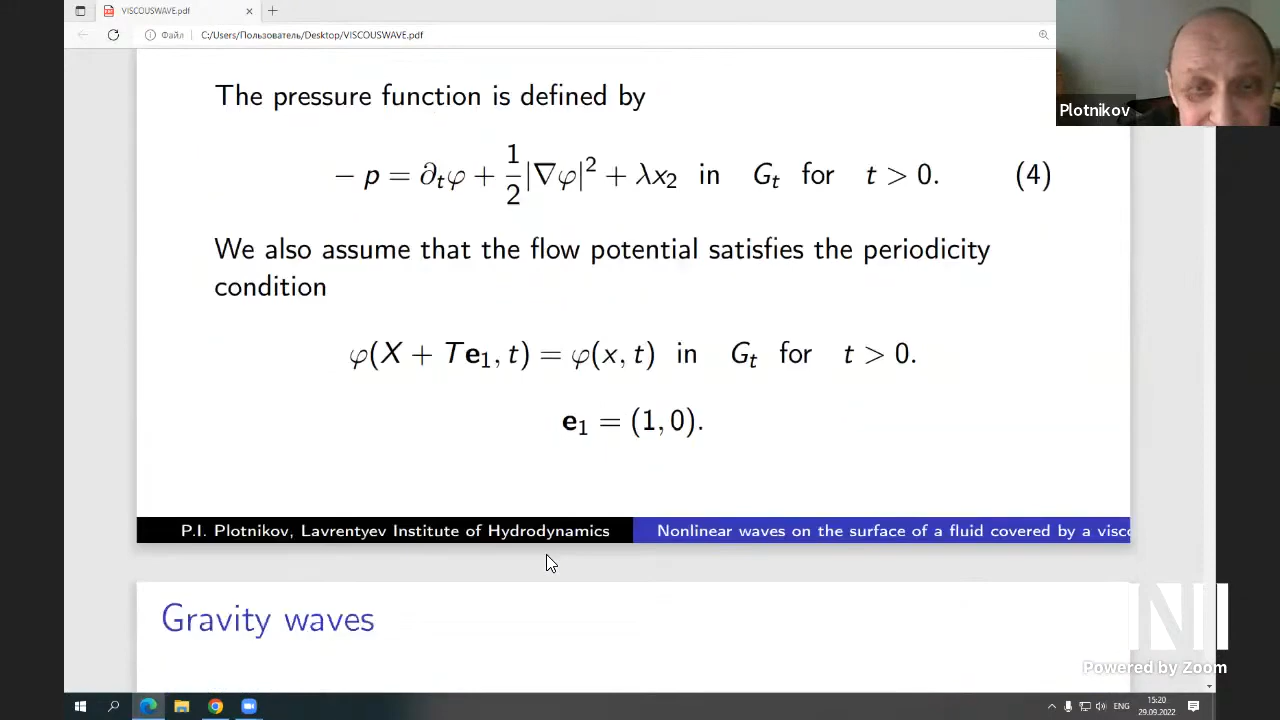 VISCOUSWAVE.pdf
Файл C:/Users/Пользователь/Desktop/VISCOUSWAVE.pdf
Plotnikov
The pressure function is defined by
− p = ∂ₜφ + 1/2 |∇φ|² + λx₂ in Gₜ for t > 0. (4)
We also assume that the flow potential satisfies the periodicity
condition
φ(X + Te₁, t) = φ(x, t) in Gₜ for t > 0.
e₁ = (1, 0).
P.I. Plotnikov, Lavrentyev Institute of Hydrodynamics
Nonlinear waves on the surface of a fluid covered by a visco
Gravity waves
Powered by Zoom
ENG
15:20
29.09.2022